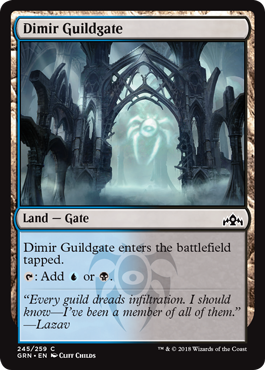 Dimir Guildgate
Land — Gate
Dimir Guildgate enters the battlefield
tapped.
: Add or .
“Every guild dreads infiltration. I should
know—I’ve been a member of all of them.”
—Lazav
245/259 C
GRN • EN CLIFF CHILDS
™ & © 2018 Wizards of the Coast